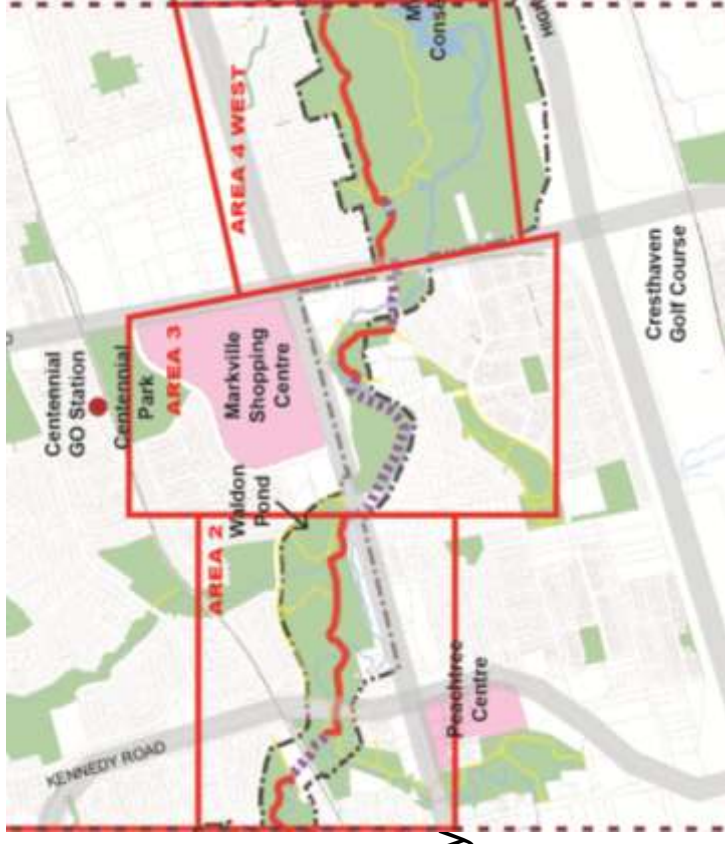 AREA 4 WEST
Centennial
GO Station
Centennial
Park
AREA 3
Markville
Shopping
Centre
Cresthaven
Golf Course
Waldon
Pond
AREA 2
Peachtree
Centre
KENNEDY ROAD